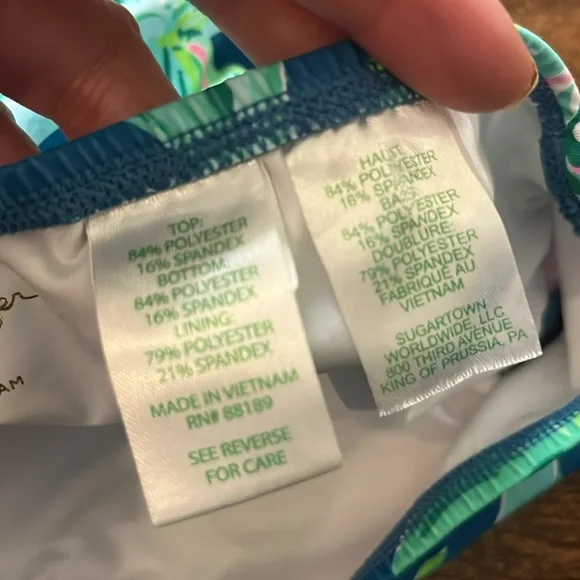 TOP:
84% POLYESTER
16% SPANDEX
BOTTOM:
84% POLYESTER
16% SPANDEX
LINING:
79% POLYESTER
21% SPANDEX
MADE IN VIETNAM
RN# 88189
SEE REVERSE
FOR CARE
HAUT:
84% POLYESTER
16% SPANDEX
BAS:
84% POLYESTER
16% SPANDEX
DOUBLURE:
79% POLYESTER
21% SPANDEX
FABRIQUÉ AU
VIETNAM
SUGARTOWN
WORLDWIDE, LLC
800 THIRD AVENUE
KING OF PRUSSIA, PA